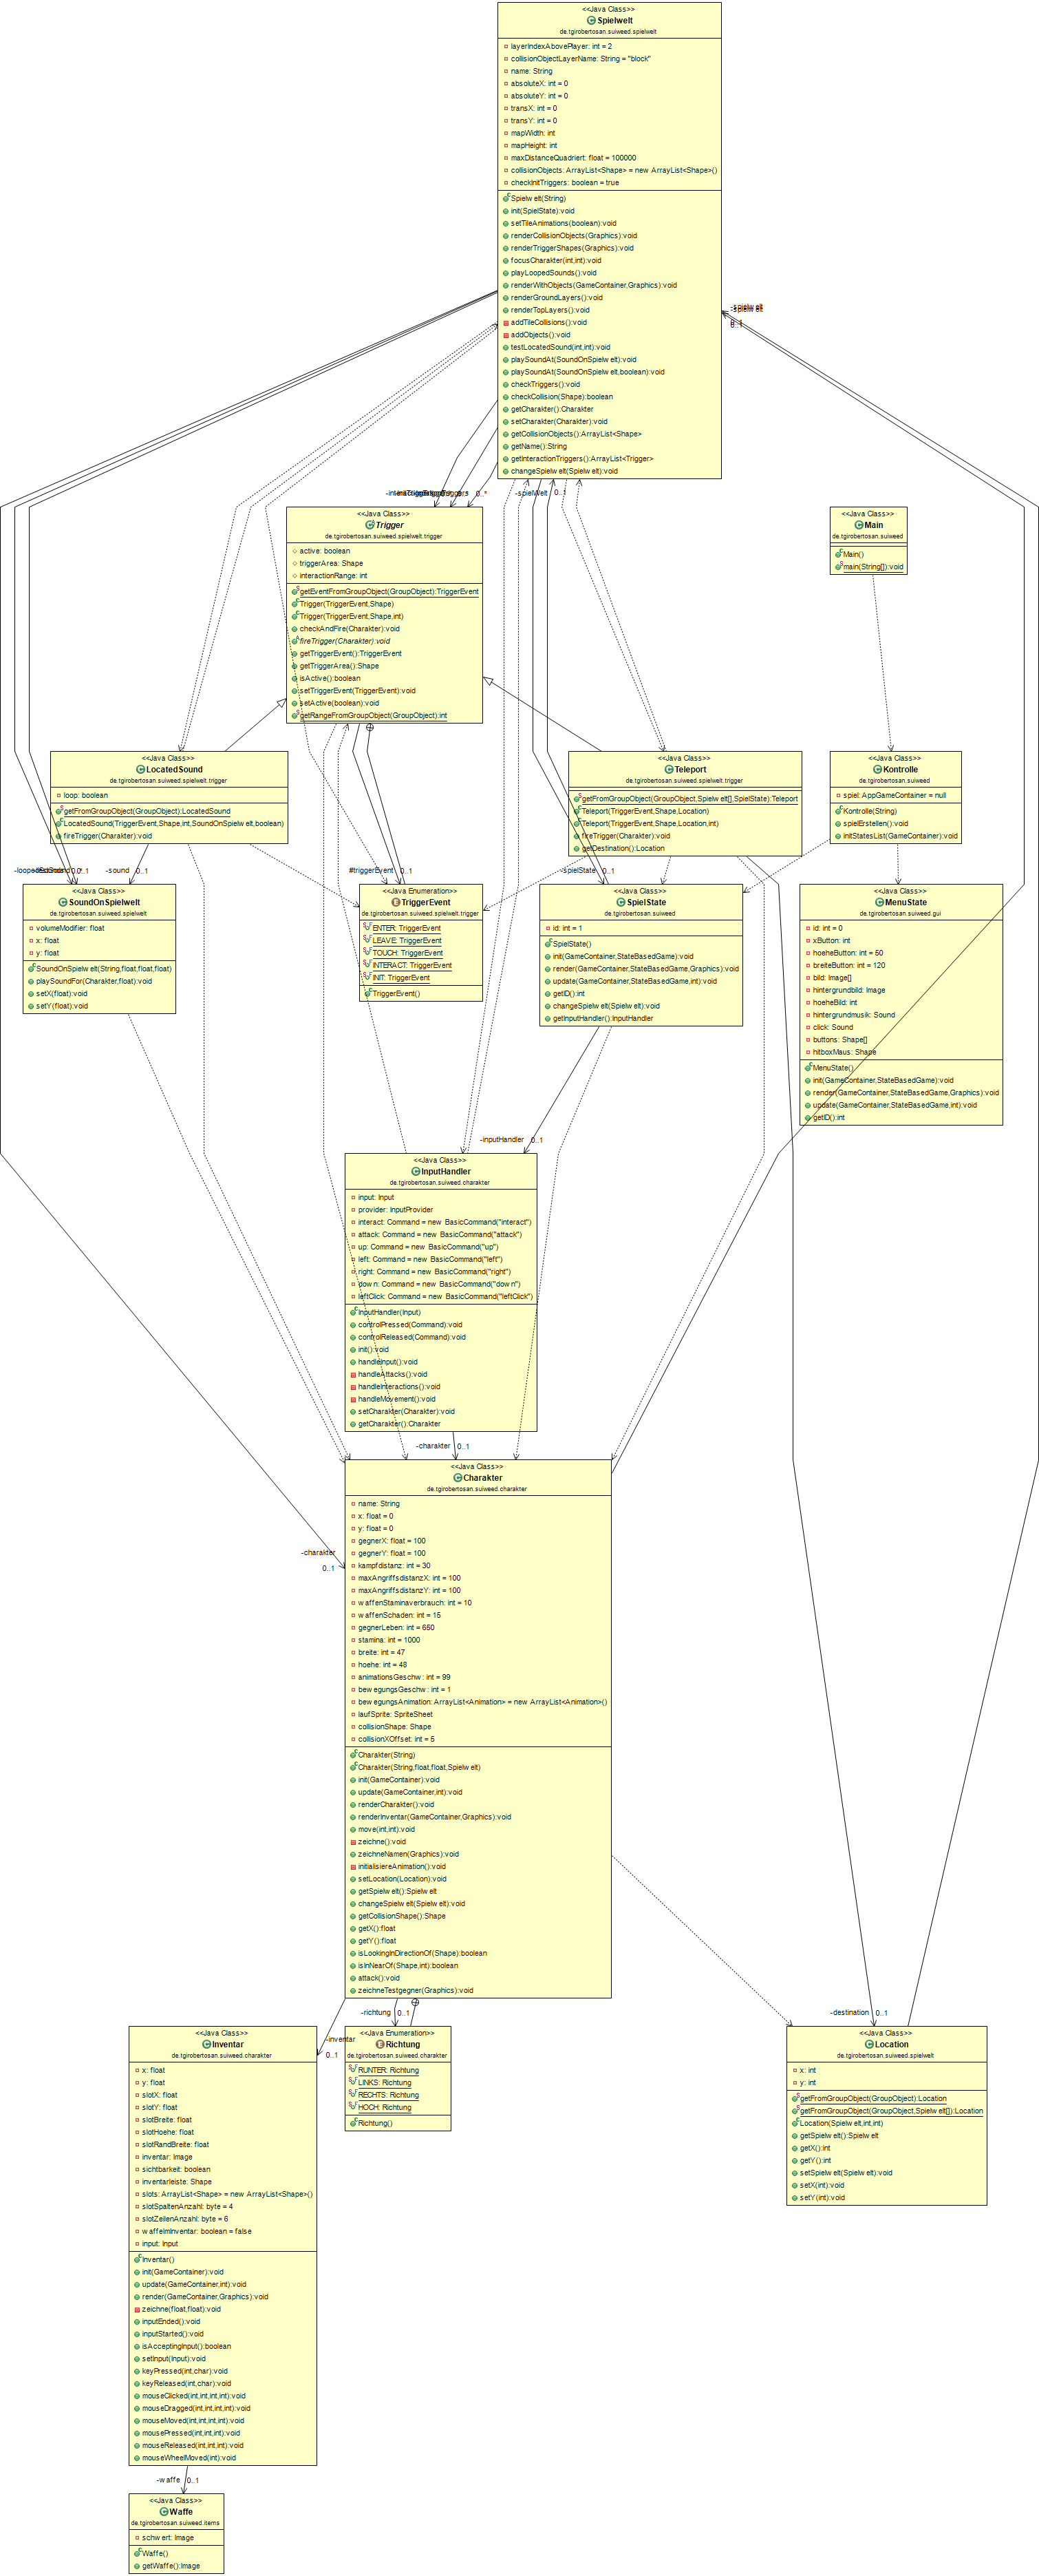 <<Java Class>>
Spielwelt
de.tgirobertosan.suiweed.spielwelt
layerIndexAbovePlayer: int = 2
collisionObjectLayerName: String = "block"
name: String
absoluteX: int = 0
absoluteY: int = 0
transX: int = 0
transY: int = 0
mapWidth: int
mapHeight: int
maxDistanceQuadriert: float = 100000
collisionObjects: ArrayList<Shape> = new ArrayList<Shape>()
checkInitTriggers: boolean = true
Spielwelt(String)
init(SpielState):void
setTileAnimations(boolean):void
renderCollisionObjects(Graphics):void
renderTriggerShapes(Graphics):void
focusCharakter(int,int):void
playLoopedSounds():void
renderWithObjects(GameContainer,Graphics):void
renderGroundLayers():void
renderTopLayers():void
addTileCollisions():void
addObjects():void
testLocatedSound(int,int):void
playSoundAt(SoundOnSpielwelt):void
playSoundAt(SoundOnSpielwelt,boolean):void
checkTriggers():void
checkCollision(Shape):boolean
getCharakter():Charakter
setCharakter(Charakter):void
getCollisionObjects():ArrayList<Shape>
getName():String
getInteractionTriggers():ArrayList<Trigger>
changeSpielwelt(Spielwelt):void
-spielwelt
0..1
0..*
-spielWelt
0..1
<<Java Class>>
Trigger
de.tgirobertosan.suiweed.spielwelt.trigger
active: boolean
triggerArea: Shape
interactionRange: int
getEventFromGroupObject(GroupObject):TriggerEvent
Trigger(TriggerEvent,Shape)
Trigger(TriggerEvent,Shape,int)
checkAndFire(Charakter):void
fireTrigger(Charakter):void
getTriggerEvent():TriggerEvent
getTriggerArea():Shape
isActive():boolean
setTriggerEvent(TriggerEvent):void
setActive(boolean):void
getRangeFromGroupObject(GroupObject):int
<<Java Class>>
Main
de.tgirobertosan.suiweed
Main()
main(String[]):void
<<Java Class>>
LocatedSound
de.tgirobertosan.suiweed.spielwelt.trigger
loop: boolean
getFromGroupObject(GroupObject):LocatedSound
LocatedSound(TriggerEvent,Shape,int,SoundOnSpielwelt,boolean)
fireTrigger(Charakter):void
<<Java Class>>
Teleport
de.tgirobertosan.suiweed.spielwelt.trigger
getFromGroupObject(GroupObject,Spielwelt[],SpielState):Teleport
Teleport(TriggerEvent,Shape,Location)
Teleport(TriggerEvent,Shape,Location,int)
fireTrigger(Charakter):void
getDestination():Location
<<Java Class>>
Kontrolle
de.tgirobertosan.suiweed
spiel: AppGameContainer = null
Kontrolle(String)
spielErstellen():void
initStatesList(GameContainer):void
-sound 0..1
#triggerEvent 0..1
-spielState 0..1
<<Java Class>>
SoundOnSpielwelt
de.tgirobertosan.suiweed.spielwelt
volumeModifier: float
x: float
y: float
SoundOnSpielwelt(String,float,float,float)
playSoundFor(Charakter,float):void
setX(float):void
setY(float):void
<<Java Enumeration>>
TriggerEvent
de.tgirobertosan.suiweed.spielwelt.trigger
ENTER: TriggerEvent
LEAVE: TriggerEvent
TOUCH: TriggerEvent
INTERACT: TriggerEvent
INIT: TriggerEvent
TriggerEvent()
<<Java Class>>
SpielState
de.tgirobertosan.suiweed
id: int = 1
SpielState()
init(GameContainer,StateBasedGame):void
render(GameContainer,StateBasedGame,Graphics):void
update(GameContainer,StateBasedGame,int):void
getID():int
changeSpielwelt(Spielwelt):void
getInputHandler():InputHandler
<<Java Class>>
MenuState
de.tgirobertosan.suiweed.gui
id: int = 0
xButton: int
hoeheButton: int = 50
breiteButton: int = 120
bild: Image[]
hintergrundbild: Image
hoeheBild: int
hintergrundmusik: Sound
click: Sound
buttons: Shape[]
hitboxMaus: Shape
MenuState()
init(GameContainer,StateBasedGame):void
render(GameContainer,StateBasedGame,Graphics):void
update(GameContainer,StateBasedGame,int):void
getID():int
-inputHandler 0..1
<<Java Class>>
InputHandler
de.tgirobertosan.suiweed.charakter
input: Input
provider: InputProvider
interact: Command = new BasicCommand("interact")
attack: Command = new BasicCommand("attack")
up: Command = new BasicCommand("up")
left: Command = new BasicCommand("left")
right: Command = new BasicCommand("right")
down: Command = new BasicCommand("down")
leftClick: Command = new BasicCommand("leftClick")
InputHandler(Input)
controlPressed(Command):void
controlReleased(Command):void
init():void
handleInput():void
handleAttacks():void
handleInteractions():void
handleMovement():void
setCharakter(Charakter):void
getCharakter():Charakter
-charakter 0..1
-charakter
0..1
<<Java Class>>
Charakter
de.tgirobertosan.suiweed.charakter
name: String
x: float = 0
y: float = 0
gegnerX: float = 100
gegnerY: float = 100
kampfdistanz: int = 30
maxAngriffsdistanzX: int = 100
maxAngriffsdistanzY: int = 100
waffenStaminaverbrauch: int = 10
waffenSchaden: int = 15
gegnerLeben: int = 650
stamina: int = 1000
breite: int = 47
hoehe: int = 48
animationsGeschw: int = 99
bewegungsGeschw: int = 1
bewegungsAnimation: ArrayList<Animation> = new ArrayList<Animation>()
laufSprite: SpriteSheet
collisionShape: Shape
collisionXOffset: int = 5
Charakter(String)
Charakter(String,float,float,Spielwelt)
init(GameContainer):void
update(GameContainer,int):void
renderCharakter():void
renderInventar(GameContainer,Graphics):void
move(int,int):void
zeichne():void
zeichneNamen(Graphics):void
initialisiereAnimation():void
setLocation(Location):void
getSpielwelt():Spielwelt
changeSpielwelt(Spielwelt):void
getCollisionShape():Shape
getX():float
getY():float
isLookingInDirectionOf(Shape):boolean
isInNearOf(Shape,int):boolean
attack():void
zeichneTestgegner(Graphics):void
-richtung 0..1
-destination 0..1
-inventar
0..1
<<Java Class>>
Inventar
de.tgirobertosan.suiweed.charakter
x: float
y: float
slotX: float
slotY: float
slotBreite: float
slotHoehe: float
slotRandBreite: float
inventar: Image
sichtbarkeit: boolean
inventarleiste: Shape
slots: ArrayList<Shape> = new ArrayList<Shape>()
slotSpaltenAnzahl: byte = 4
slotZeilenAnzahl: byte = 6
waffeImInventar: boolean = false
input: Input
Inventar()
init(GameContainer):void
update(GameContainer,int):void
render(GameContainer,Graphics):void
zeichne(float,float):void
inputEnded():void
inputStarted():void
isAcceptingInput():boolean
setInput(Input):void
keyPressed(int,char):void
keyReleased(int,char):void
mouseClicked(int,int,int,int):void
mouseDragged(int,int,int,int):void
mouseMoved(int,int,int,int):void
mousePressed(int,int,int):void
mouseReleased(int,int,int):void
mouseWheelMoved(int):void
<<Java Enumeration>>
Richtung
de.tgirobertosan.suiweed.charakter
RUNTER: Richtung
LINKS: Richtung
RECHTS: Richtung
HOCH: Richtung
Richtung()
<<Java Class>>
Location
de.tgirobertosan.suiweed.spielwelt
x: int
y: int
getFromGroupObject(GroupObject):Location
getFromGroupObject(GroupObject,Spielwelt[]):Location
Location(Spielwelt,int,int)
getSpielwelt():Spielwelt
getX():int
getY():int
setSpielwelt(Spielwelt):void
setX(int):void
setY(int):void
-waffe 0..1
<<Java Class>>
Waffe
de.tgirobertosan.suiweed.items
schwert: Image
Waffe()
getWaffe():Image